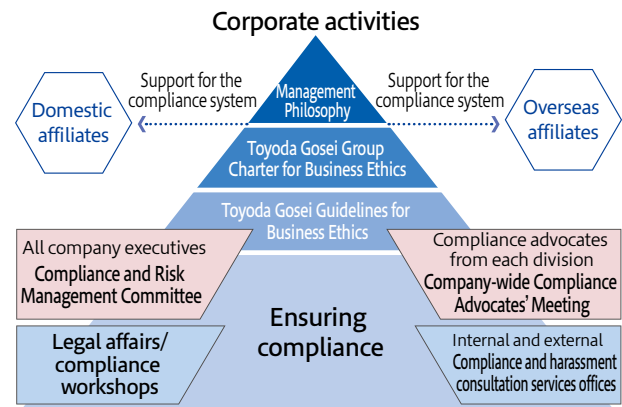 Corporate activities
Support for the
compliance system
Management
Philosophy
Support for the
compliance system
Domestic
affiliates
Overseas
affiliates
Toyoda Gosei Group
Charter for Business Ethics
Toyoda Gosei Guidelines for
Business Ethics
All company executives
Compliance and Risk
Management Committee
Compliance advocates
from each division
Company-wide Compliance
Advocates' Meeting
Ensuring
compliance
Legal affairs/
compliance
workshops
Internal and external
Compliance and harassment
consultation services offices